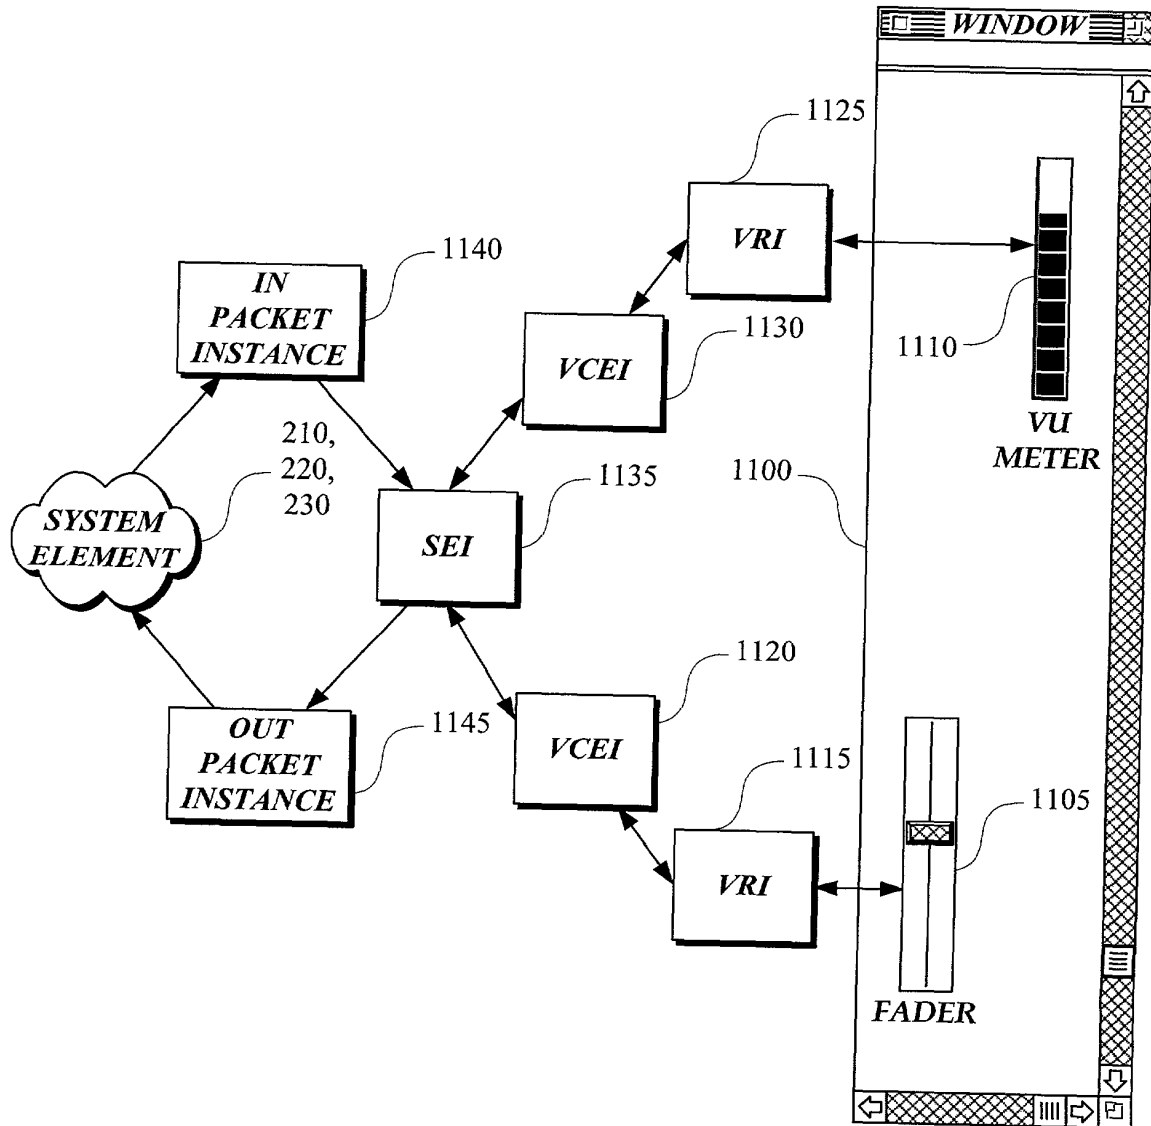 WINDOW
1125
VRI
1140
IN
PACKET
INSTANCE
1130
VCEI
1110
VU
METER
210,
220,
230
1135
1100
SYSTEM
ELEMENT
SEI
1120
VCEI
OUT
PACKET
INSTANCE
1145
1115
1105
VRI
FADER